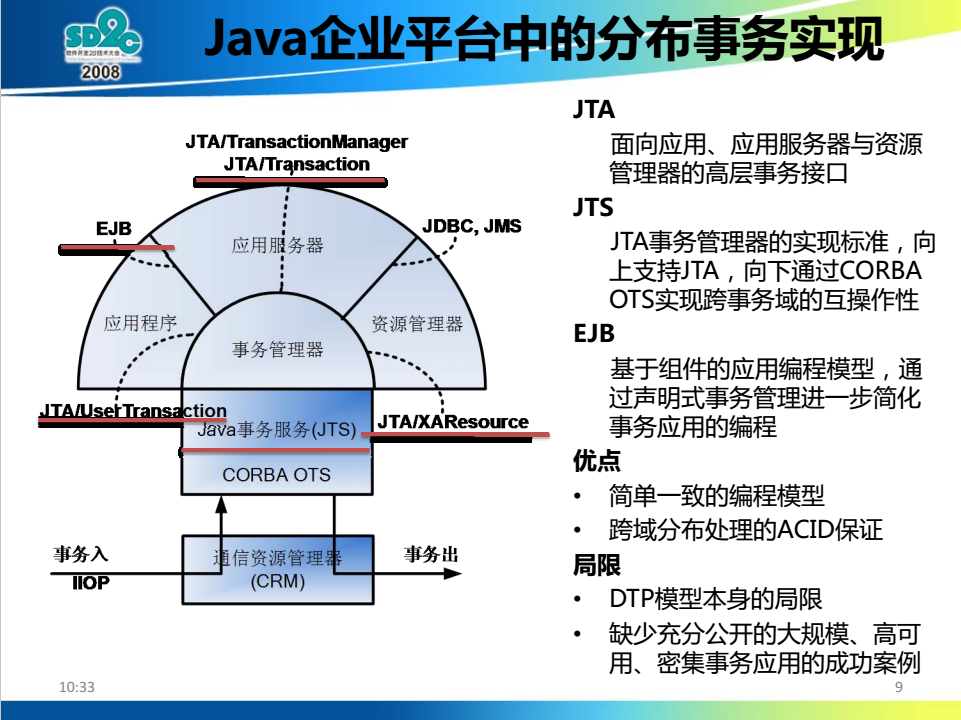 Java企业平台中的分布事务实现
SD2C
软件开发2.0技术大会
2008
JTA/TransactionManager
JTA/Transaction
EJB
JDBC, JMS
应用服务器
应用程序
资源管理器
事务管理器
JTA/UserTransaction
JTA/XAResource
Java事务服务(JTS)
CORBA OTS
事务入
通信资源管理器
事务出
IIOP
(CRM)
JTA
面向应用、应用服务器与资源
管理器的高层事务接口
JTS
JTA事务管理器的实现标准，向
上支持JTA，向下通过CORBA
OTS实现跨事务域的互操作性
EJB
基于组件的应用编程模型，通
过声明式事务管理进一步简化
事务应用的编程
优点
• 简单一致的编程模型
• 跨域分布处理的ACID保证
局限
• DTP模型本身的局限
• 缺少充分公开的大规模、高可
用、密集事务应用的成功案例
10:33
9